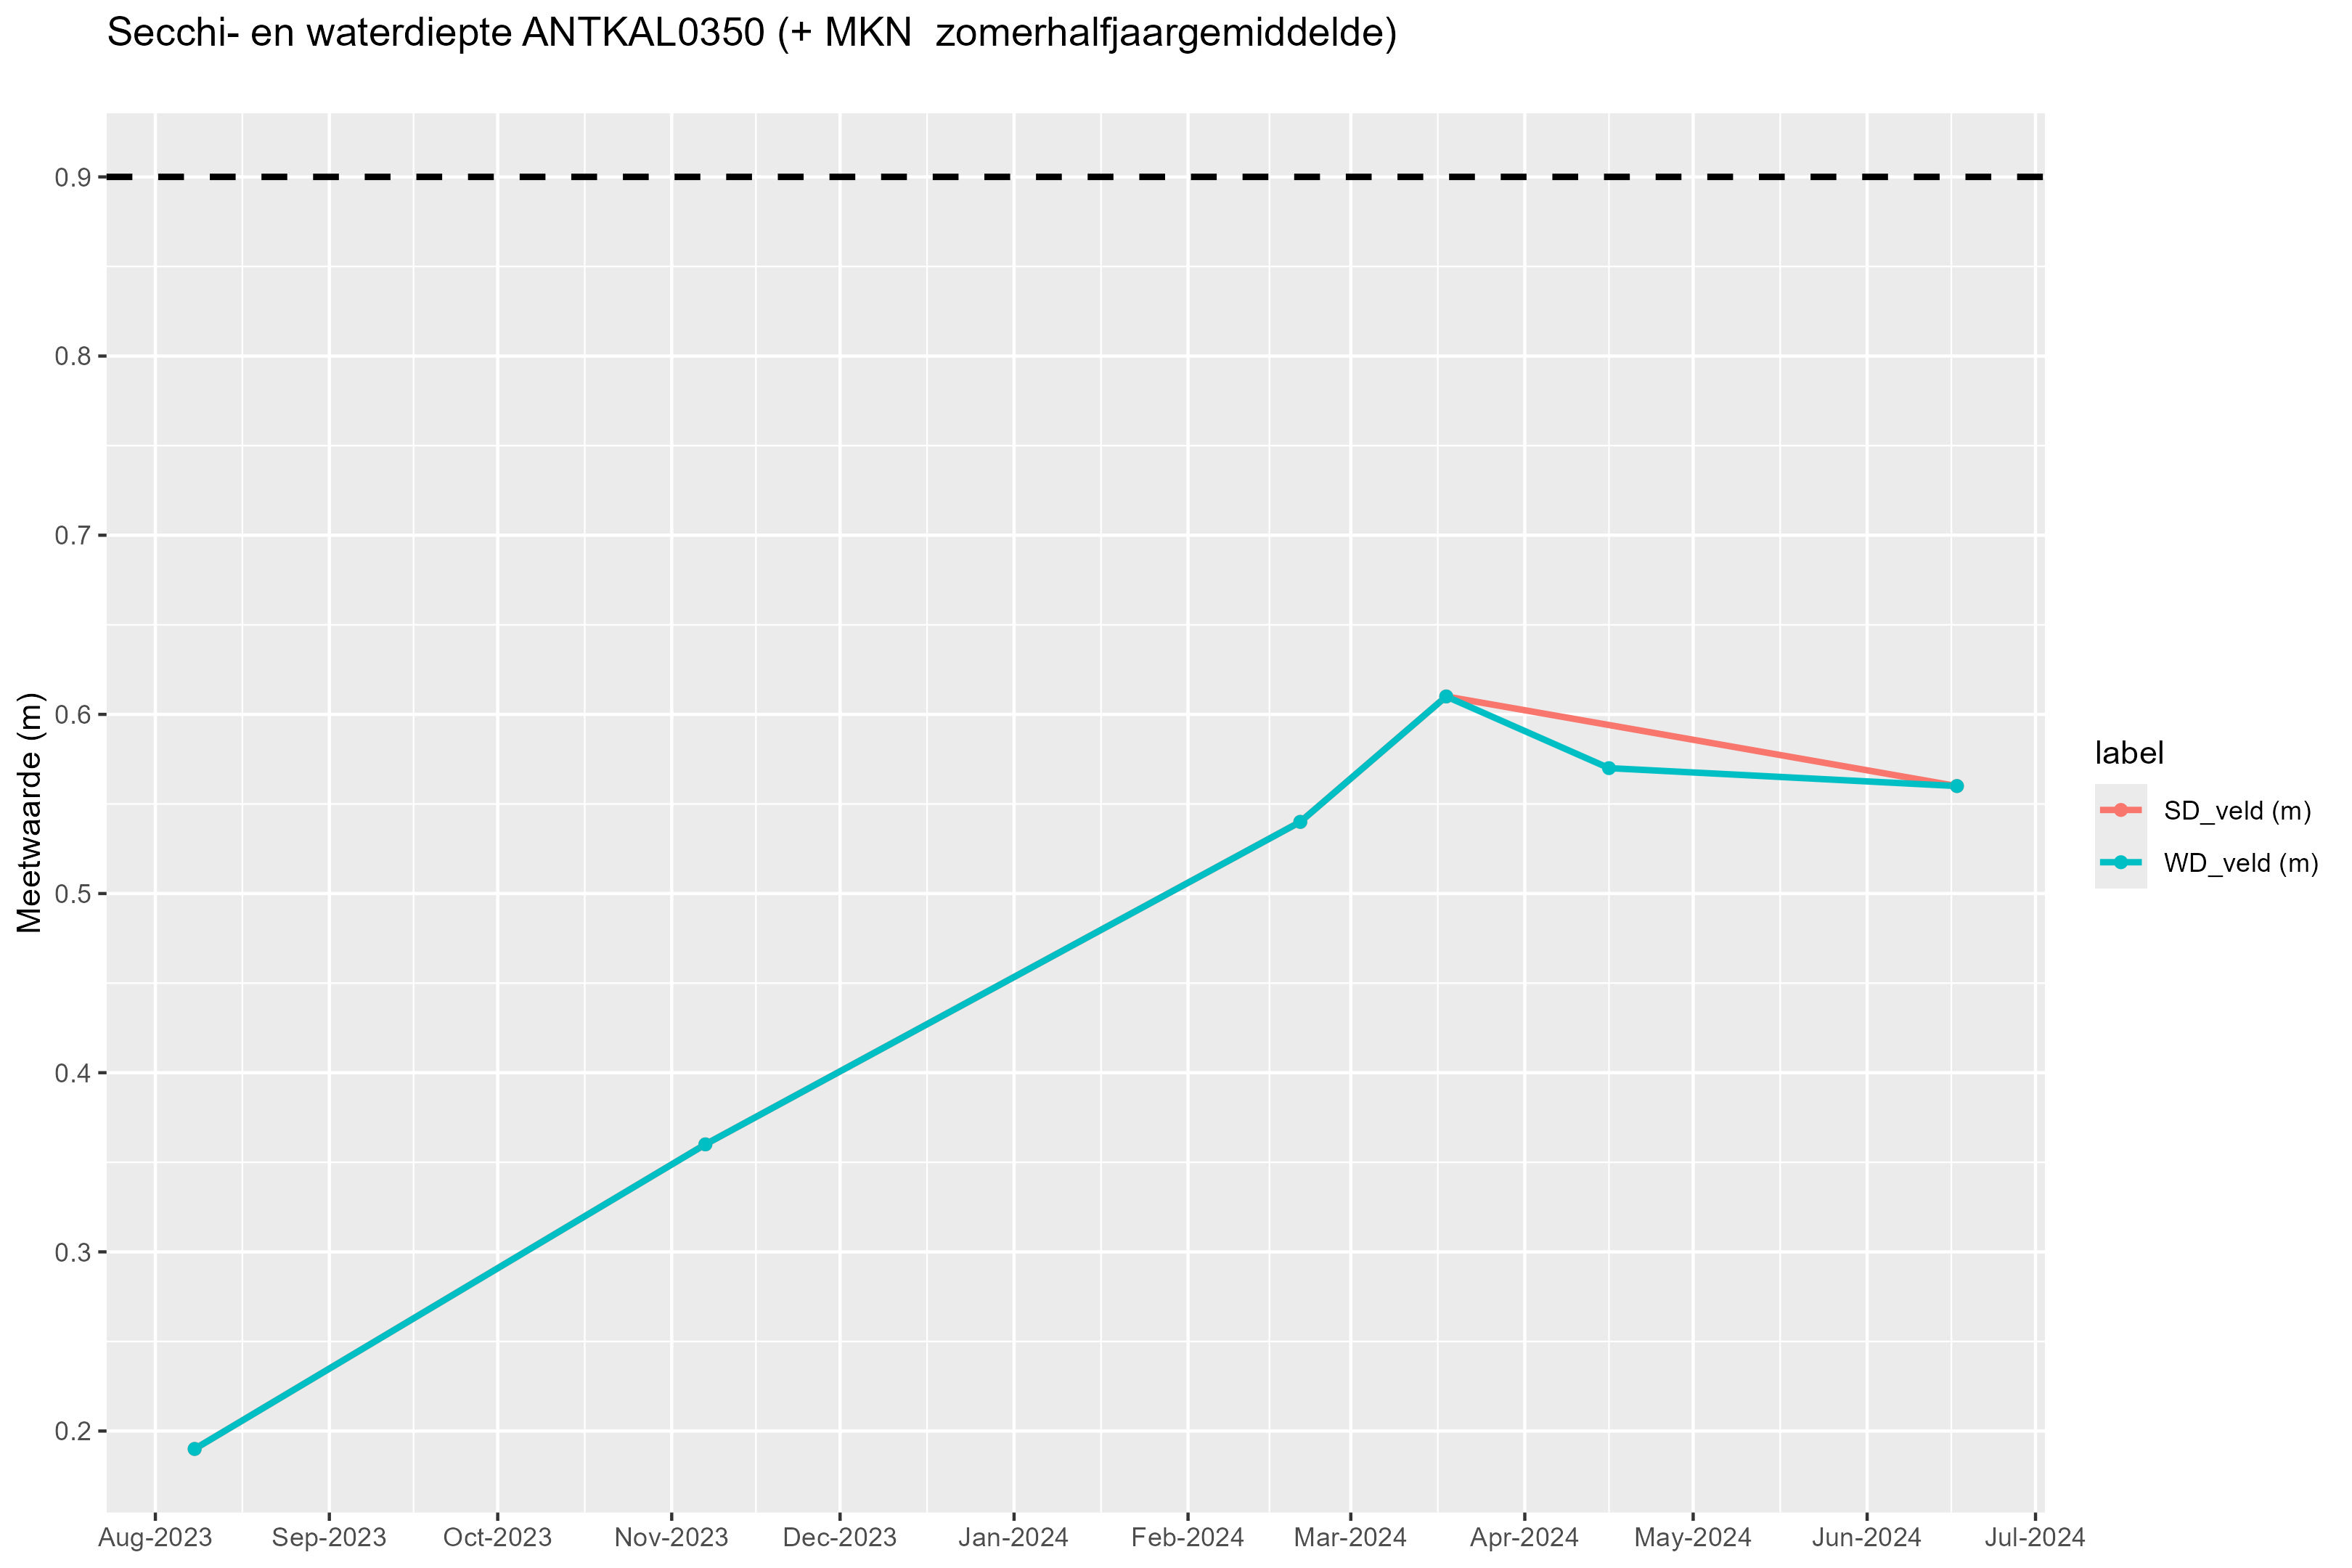 Secchi- en waterdiepte ANTKAL0350 (+ MKN  zomerhalfjaargemiddelde)
Meetwaarde (m)
0.9
0.8
0.7
0.6
0.5
0.4
0.3
0.2
Aug-2023 Sep-2023 Oct-2023 Nov-2023 Dec-2023 Jan-2024 Feb-2024 Mar-2024 Apr-2024 May-2024 Jun-2024 Jul-2024
label
SD_veld (m)
WD_veld (m)